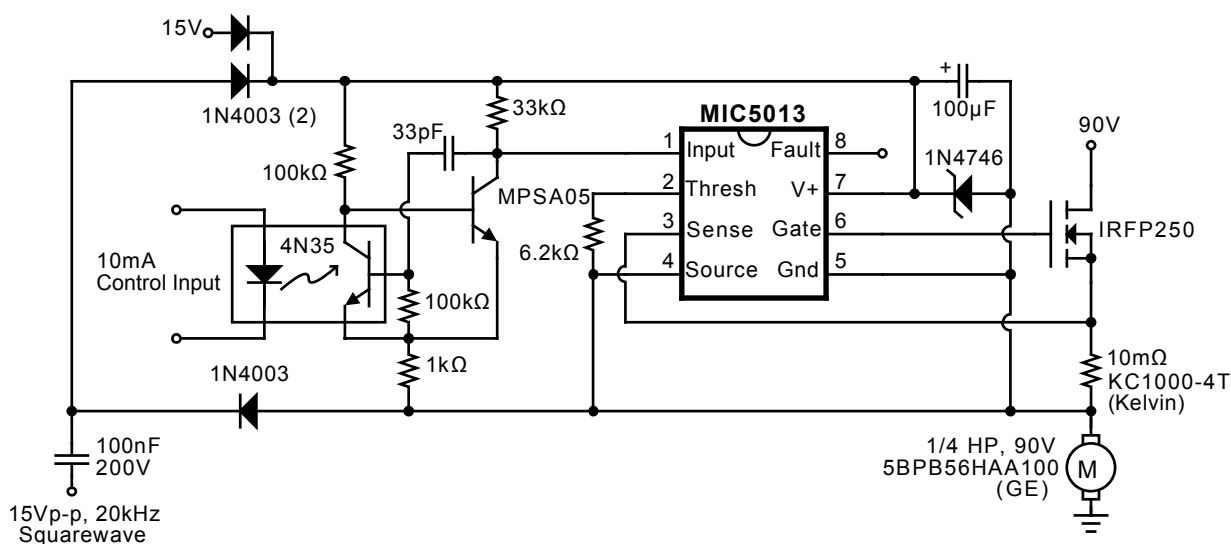 15V
1N4003 (2)
100kΩ
33pF
33kΩ
MPSA05
4N35
10mA
Control Input
100kΩ
1kΩ
1N4003
100nF
200V
15Vp-p, 20kHz
Squarewave
6.2kΩ
MIC5013
1 Input Fault 8
2 Thresh V+ 7
3 Sense Gate 6
4 Source Gnd 5
+
100µF
1N4746
90V
IRFP250
10mΩ
KC1000-4T
(Kelvin)
1/4 HP, 90V
5BPB56HAA100
(GE)
M